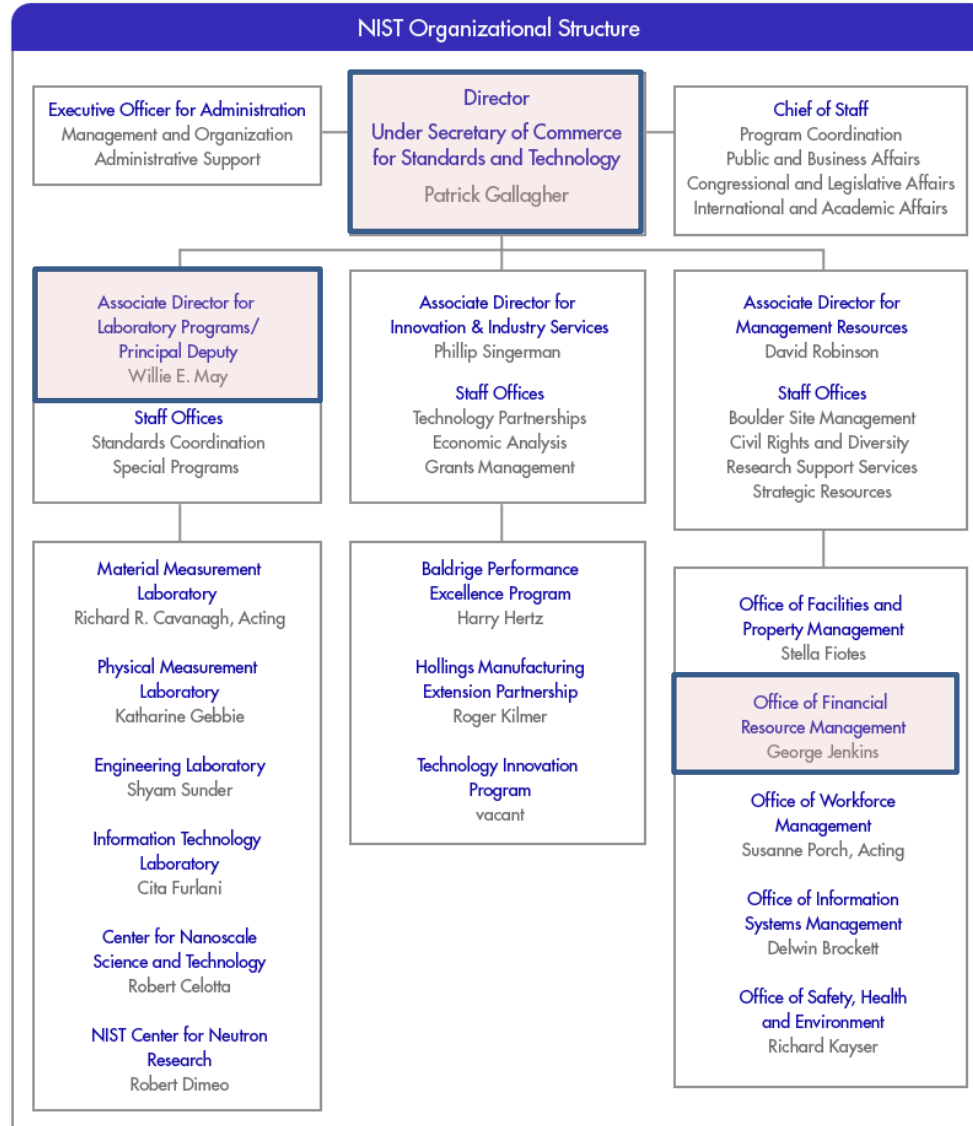 NIST Organizational Structure
Executive Officer for Administration
Management and Organization
Administrative Support
Director
Under Secretary of Commerce
for Standards and Technology
Patrick Gallagher
Chief of Staff
Program Coordination
Public and Business Affairs
Congressional and Legislative Affairs
International and Academic Affairs
Associate Director for
Laboratory Programs/
Principal Deputy
Willie E. May
Staff Offices
Standards Coordination
Special Programs
Associate Director for
Innovation & Industry Services
Phillip Singerman
Staff Offices
Technology Partnerships
Economic Analysis
Grants Management
Associate Director for
Management Resources
David Robinson
Staff Offices
Boulder Site Management
Civil Rights and Diversity
Research Support Services
Strategic Resources
Material Measurement
Laboratory
Richard R. Cavanagh, Acting
Physical Measurement
Laboratory
Katharine Gebbie
Engineering Laboratory
Shyam Sunder
Information Technology
Laboratory
Cita Furlani
Center for Nanoscale
Science and Technology
Robert Celotta
NIST Center for Neutron
Research
Robert Dimeo
Baldrige Performance
Excellence Program
Harry Hertz
Hollings Manufacturing
Extension Partnership
Roger Kilmer
Technology Innovation
Program
vacant
Office of Facilities and
Property Management
Stella Fiotes
Office of Financial
Resource Management
George Jenkins
Office of Workforce
Management
Susanne Porch, Acting
Office of Information
Systems Management
Delwin Brockett
Office of Safety, Health
and Environment
Richard Kayser